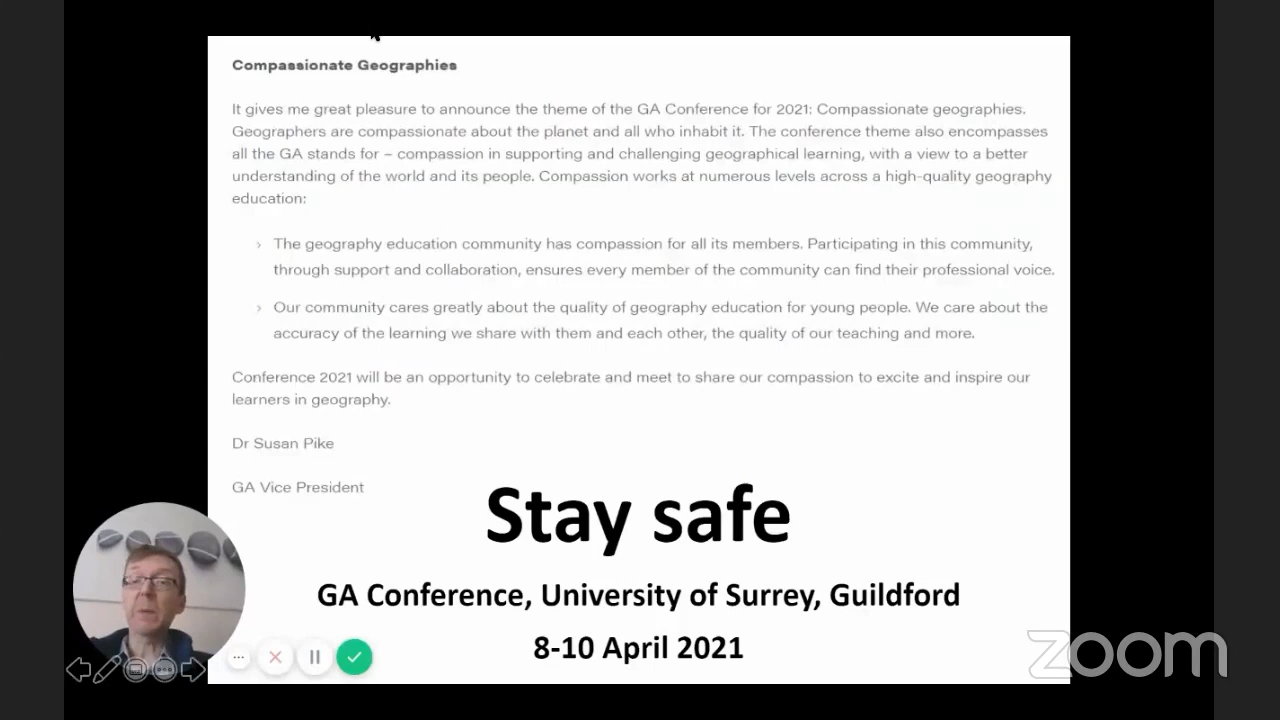 Compassionate Geographies
It gives me great pleasure to announce the theme of the GA Conference for 2021: Compassionate geographies.
Geographers are compassionate about the planet and all who inhabit it. The conference theme also encompasses
all the GA stands for – compassion in supporting and challenging geographical learning, with a view to a better
understanding of the world and its people. Compassion works at numerous levels across a high-quality geography
education:
› The geography education community has compassion for all its members. Participating in this community,
through support and collaboration, ensures every member of the community can find their professional voice.
› Our community cares greatly about the quality of geography education for young people. We care about the
accuracy of the learning we share with them and each other, the quality of our teaching and more.
Conference 2021 will be an opportunity to celebrate and meet to share our compassion to excite and inspire our
learners in geography.
Dr Susan Pike
GA Vice President
Stay safe
GA Conference, University of Surrey, Guildford
8-10 April 2021
zoom